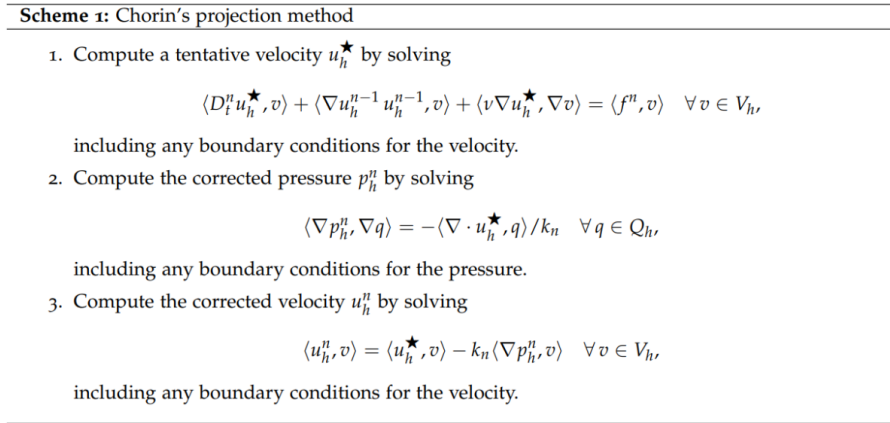 Scheme 1: Chorin's projection method
1. Compute a tentative velocity u_h^★ by solving
⟨D_t^n u_h^★, v⟩ + ⟨∇u_h^{n−1} u_h^{n−1}, v⟩ + ⟨ν∇u_h^★, ∇v⟩ = ⟨f^n, v⟩ ∀ v ∈ V_h,
including any boundary conditions for the velocity.
2. Compute the corrected pressure p_h^n by solving
⟨∇p_h^n, ∇q⟩ = −⟨∇ · u_h^★, q⟩/k_n ∀ q ∈ Q_h,
including any boundary conditions for the pressure.
3. Compute the corrected velocity u_h^n by solving
⟨u_h^n, v⟩ = ⟨u_h^★, v⟩ − k_n⟨∇p_h^n, v⟩ ∀ v ∈ V_h,
including any boundary conditions for the velocity.